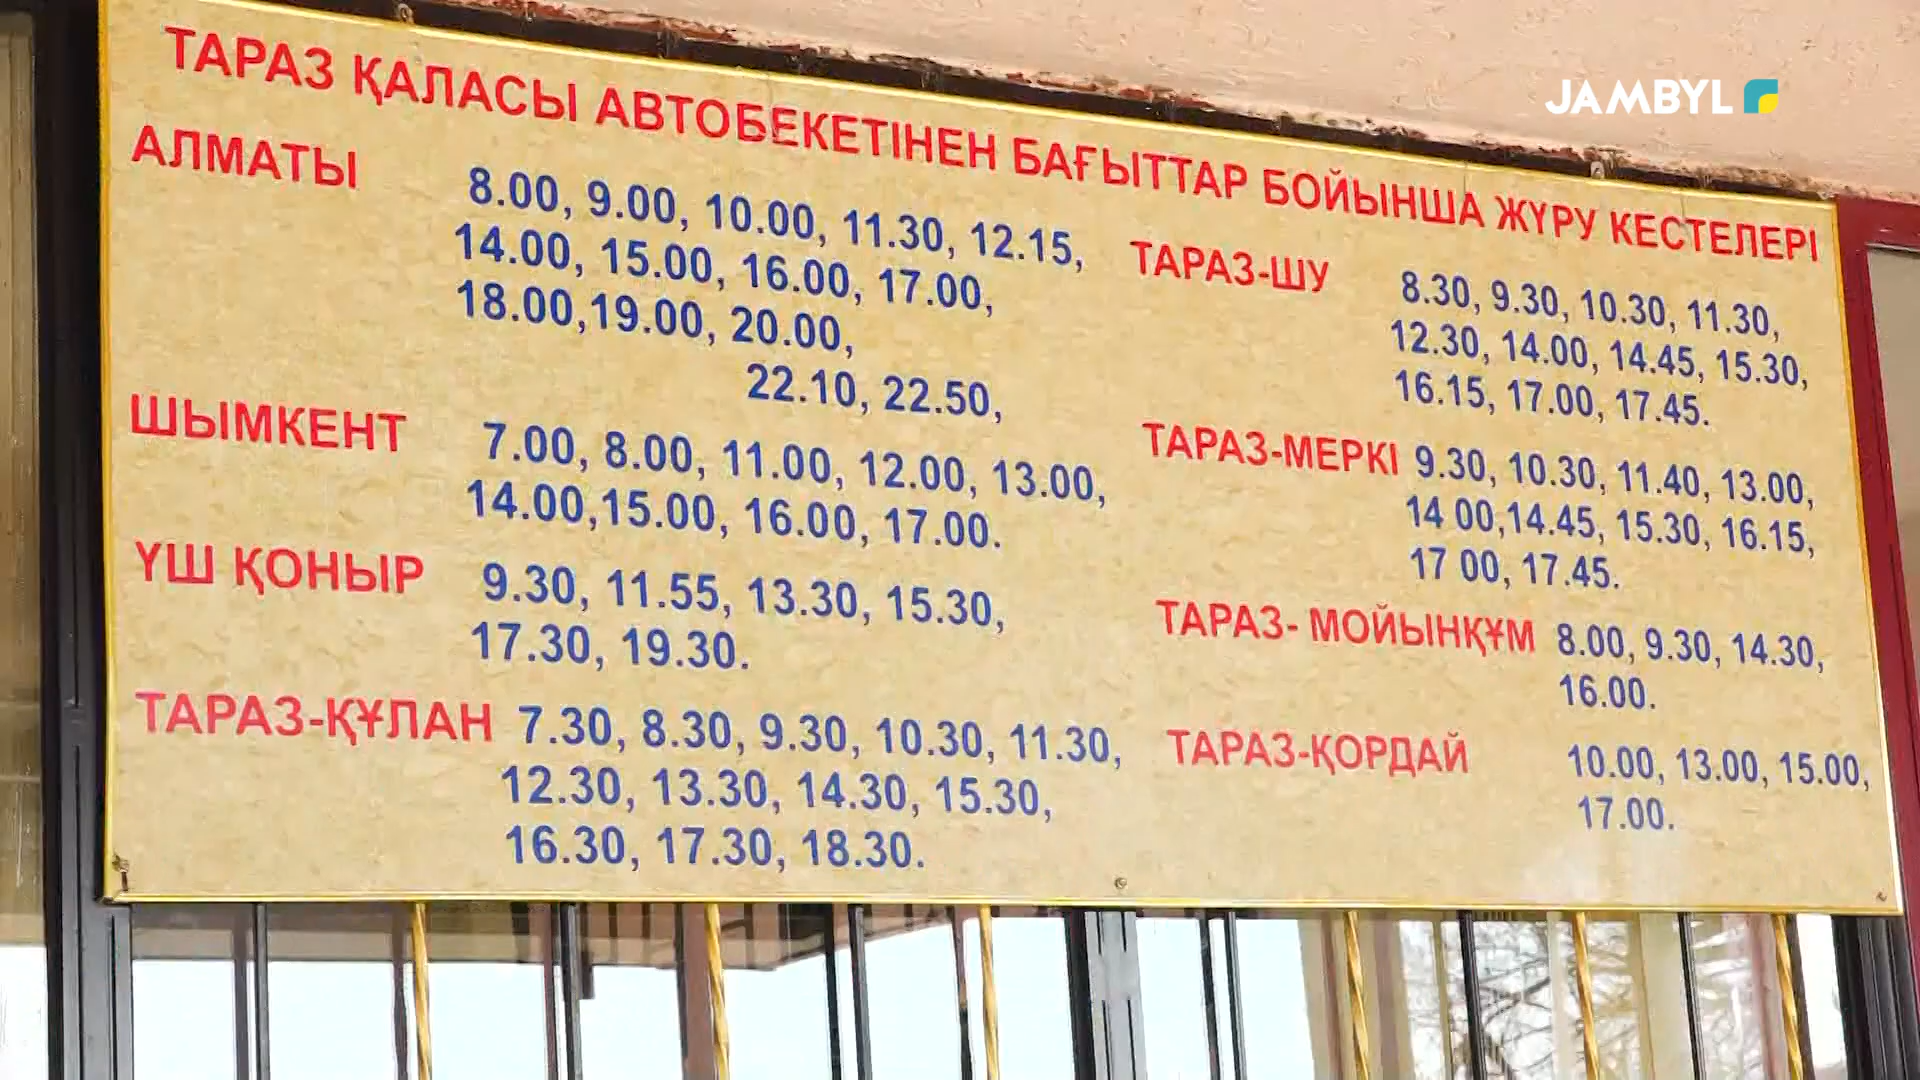 JAMBYL
ТАРАЗ ҚАЛАСЫ АВТОБЕКЕТІНЕН БАҒЫТТАР БОЙЫНША ЖҮРУ КЕСТЕЛЕРІ
АЛМАТЫ 8.00, 9.00, 10.00, 11.30, 12.15,
14.00, 15.00, 16.00, 17.00,
18.00,19.00, 20.00,
22.10, 22.50,
ШЫМКЕНТ 7.00, 8.00, 11.00, 12.00, 13.00,
14.00,15.00, 16.00, 17.00.
ҮШ ҚОНЫР 9.30, 11.55, 13.30, 15.30,
17.30, 19.30.
ТАРАЗ-ҚҰЛАН 7.30, 8.30, 9.30, 10.30, 11.30,
12.30, 13.30, 14.30, 15.30,
16.30, 17.30, 18.30.
ТАРАЗ-ШУ 8.30, 9.30, 10.30, 11.30,
12.30, 14.00, 14.45, 15.30,
16.15, 17.00, 17.45.
ТАРАЗ-МЕРКІ 9.30, 10.30, 11.40, 13.00,
14 00,14.45, 15.30, 16.15,
17 00, 17.45.
ТАРАЗ- МОЙЫНҚҰМ 8.00, 9.30, 14.30,
16.00.
ТАРАЗ-ҚОРДАЙ 10.00, 13.00, 15.00,
17.00.